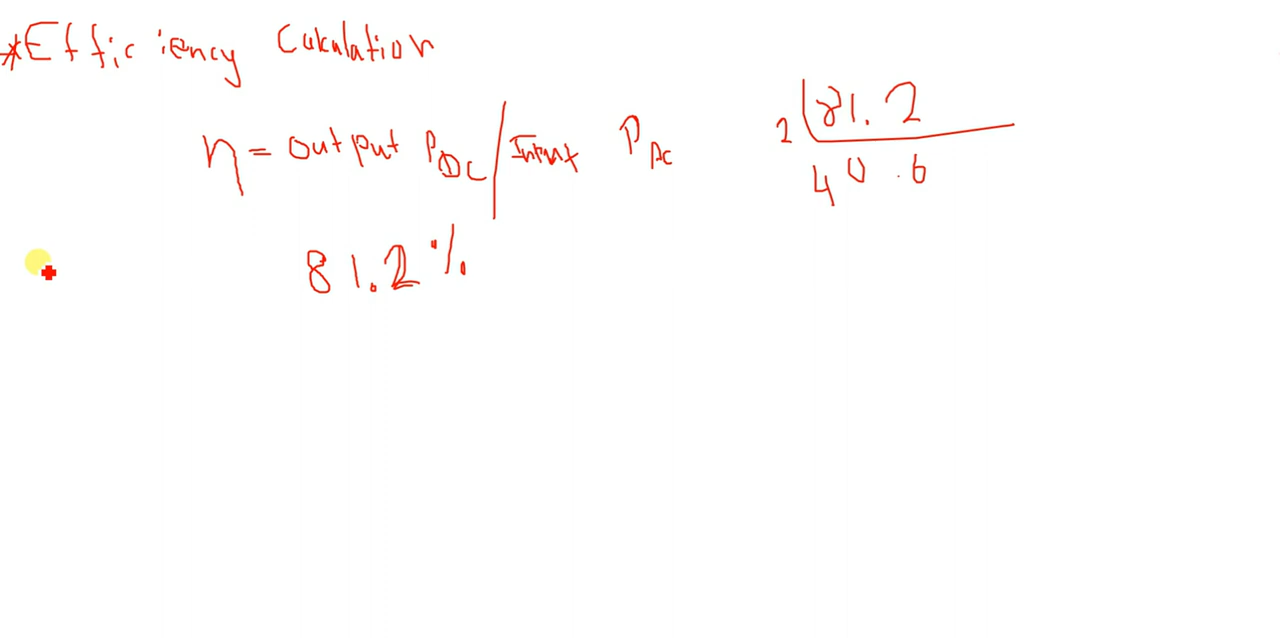 *Efficiency Calculation
η = output P_DC / Input P_AC
81.2%
2 81.2
40.6